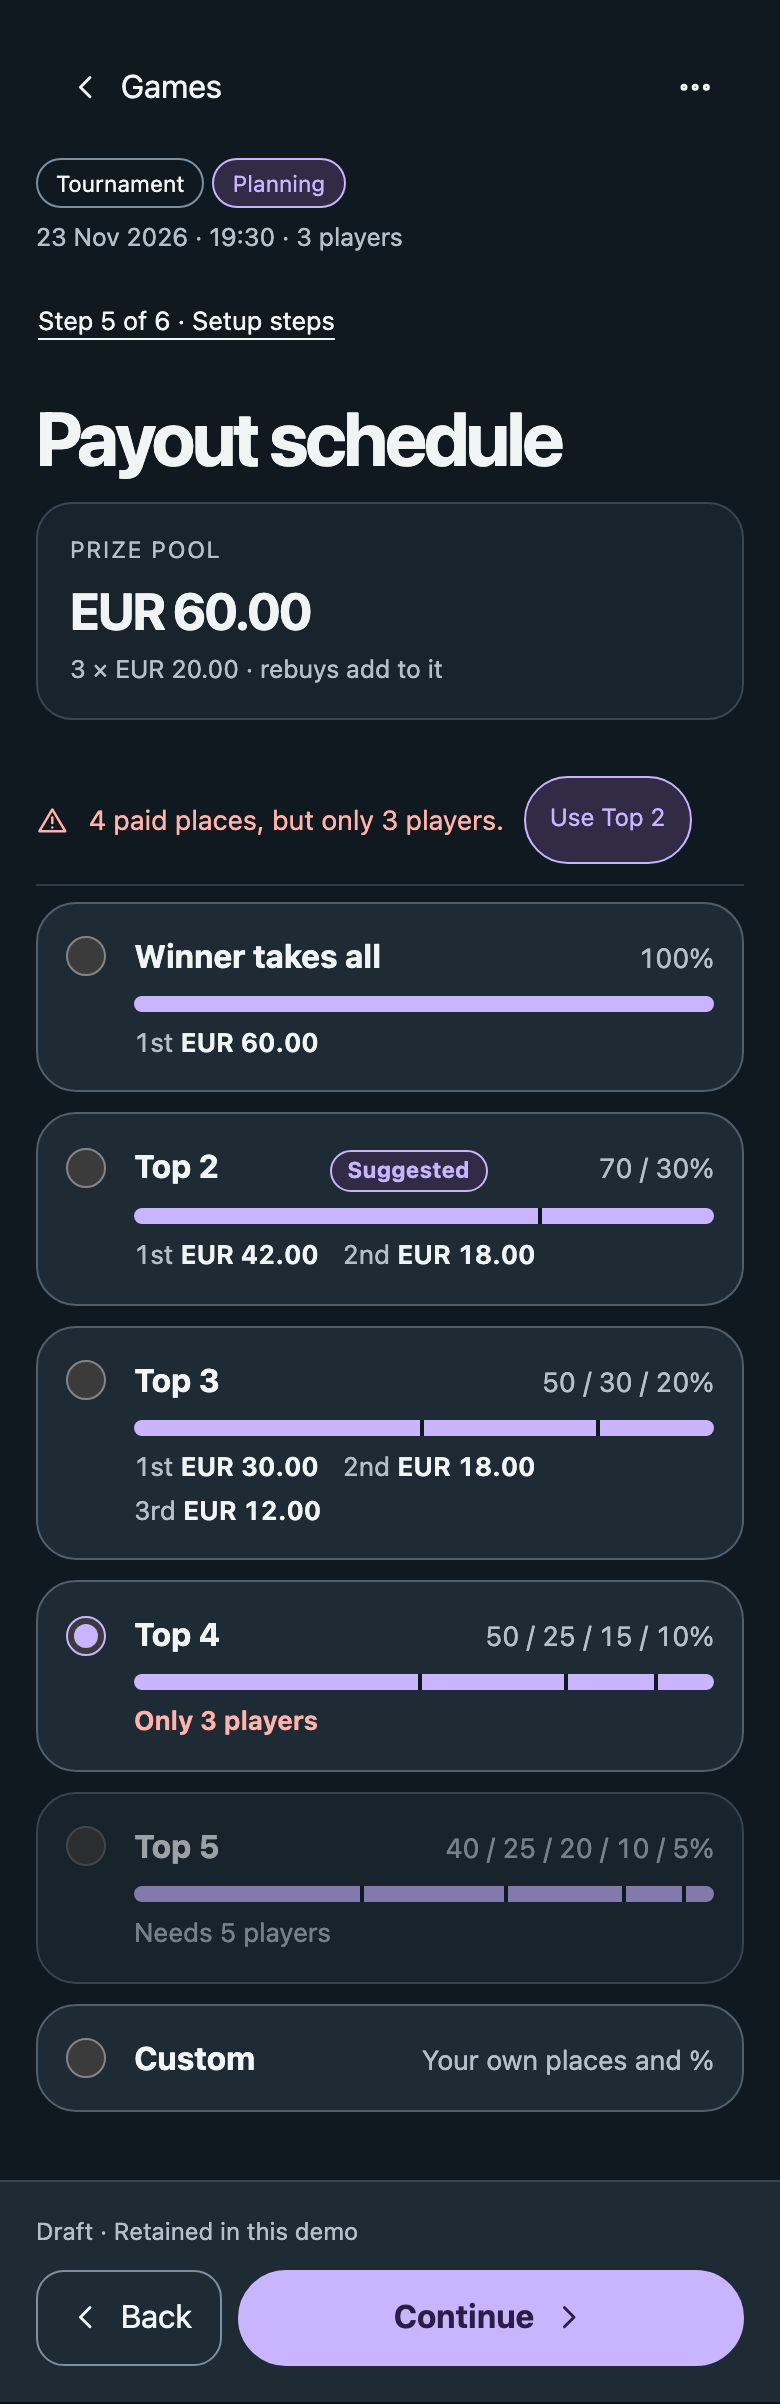 Games
Tournament Planning
23 Nov 2026 · 19:30 · 3 players
Step 5 of 6 · Setup steps
Payout schedule
PRIZE POOL
EUR 60.00
3 × EUR 20.00 · rebuys add to it
4 paid places, but only 3 players. Use Top 2
Winner takes all 100%
1st EUR 60.00
Top 2 Suggested 70 / 30%
1st EUR 42.00 2nd EUR 18.00
Top 3 50 / 30 / 20%
1st EUR 30.00 2nd EUR 18.00
3rd EUR 12.00
Top 4 50 / 25 / 15 / 10%
Only 3 players
Top 5 40 / 25 / 20 / 10 / 5%
Needs 5 players
Custom Your own places and %
Draft · Retained in this demo
Back Continue